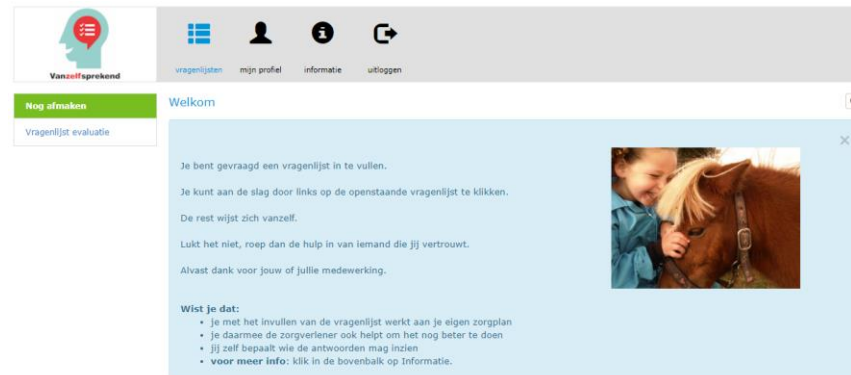 Vanzelfsprekend
vragenlijsten
mijn profiel
informatie
uitloggen
Nog afmaken
Vragenlijst evaluatie
Welkom
Je bent gevraagd een vragenlijst in te vullen.
Je kunt aan de slag door links op de openstaande vragenlijst te klikken.
De rest wijst zich vanzelf.
Lukt het niet, roep dan de hulp in van iemand die jij vertrouwt.
Alvast dank voor jouw of jullie medewerking.
Wist je dat:
• je met het invullen van de vragenlijst werkt aan je eigen zorgplan
• je daarmee de zorgverlener ook helpt om het nog beter te doen
• jij zelf bepaalt wie de antwoorden mag inzien
• voor meer info: klik in de bovenbalk op Informatie.